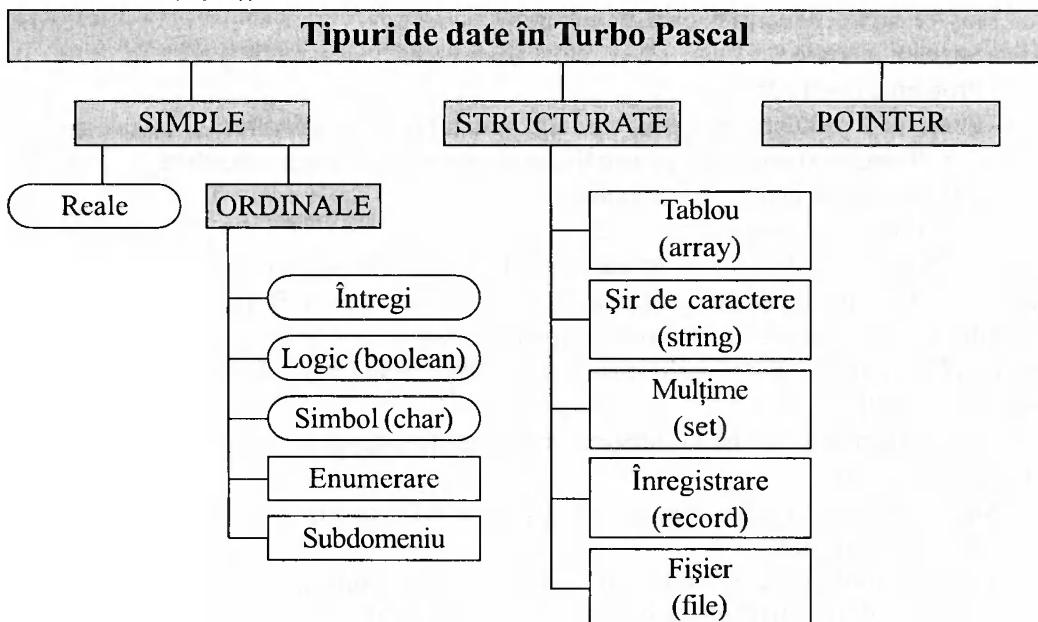 Tipuri de date în Turbo Pascal
SIMPLE
STRUCTURATE
POINTER
Reale
ORDINALE
Întregi
Logic (boolean)
Simbol (char)
Enumerare
Subdomeniu
Tablou
(array)
Şir de caractere
(string)
Mulţime
(set)
Înregistrare
(record)
Fişier
(file)